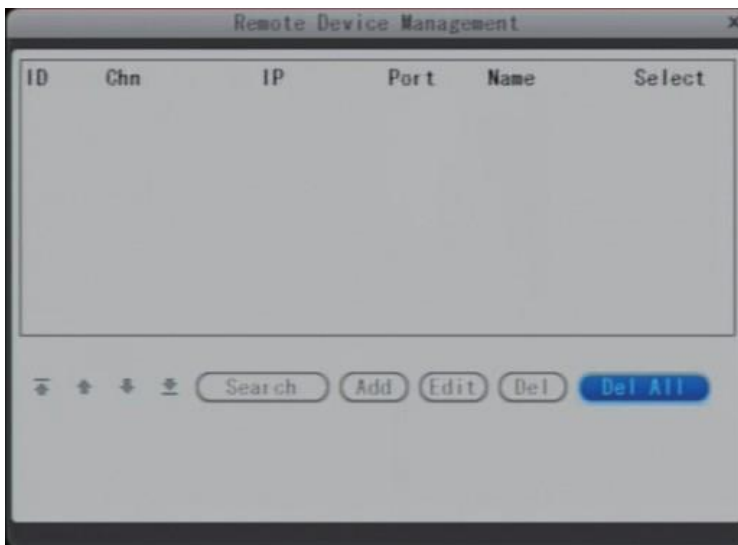 Remote Device Management x
ID Chn IP Port Name Select
Search Add Edit Del Del All